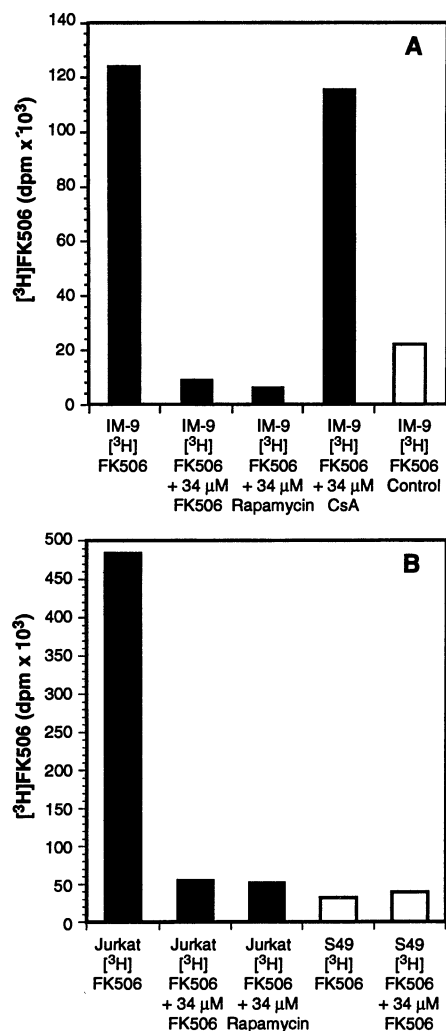 A
140
120
100
80
60
40
20
0
[³H]FK506 (dpm x 10³)
IM-9 IM-9 IM-9 IM-9 IM-9
[³H] [³H] [³H] [³H] [³H]
FK506 FK506 FK506 FK506 FK506
+ 34 µM + 34 µM + 34 µM Control
FK506 Rapamycin CsA
B
500
450
400
350
300
250
200
150
100
50
0
[³H]FK506 (dpm x 10³)
Jurkat Jurkat Jurkat S49 S49
[³H] [³H] [³H] [³H] [³H]
FK506 FK506 FK506 FK506 FK506
+ 34 µM + 34 µM + 34 µM
FK506 Rapamycin FK506